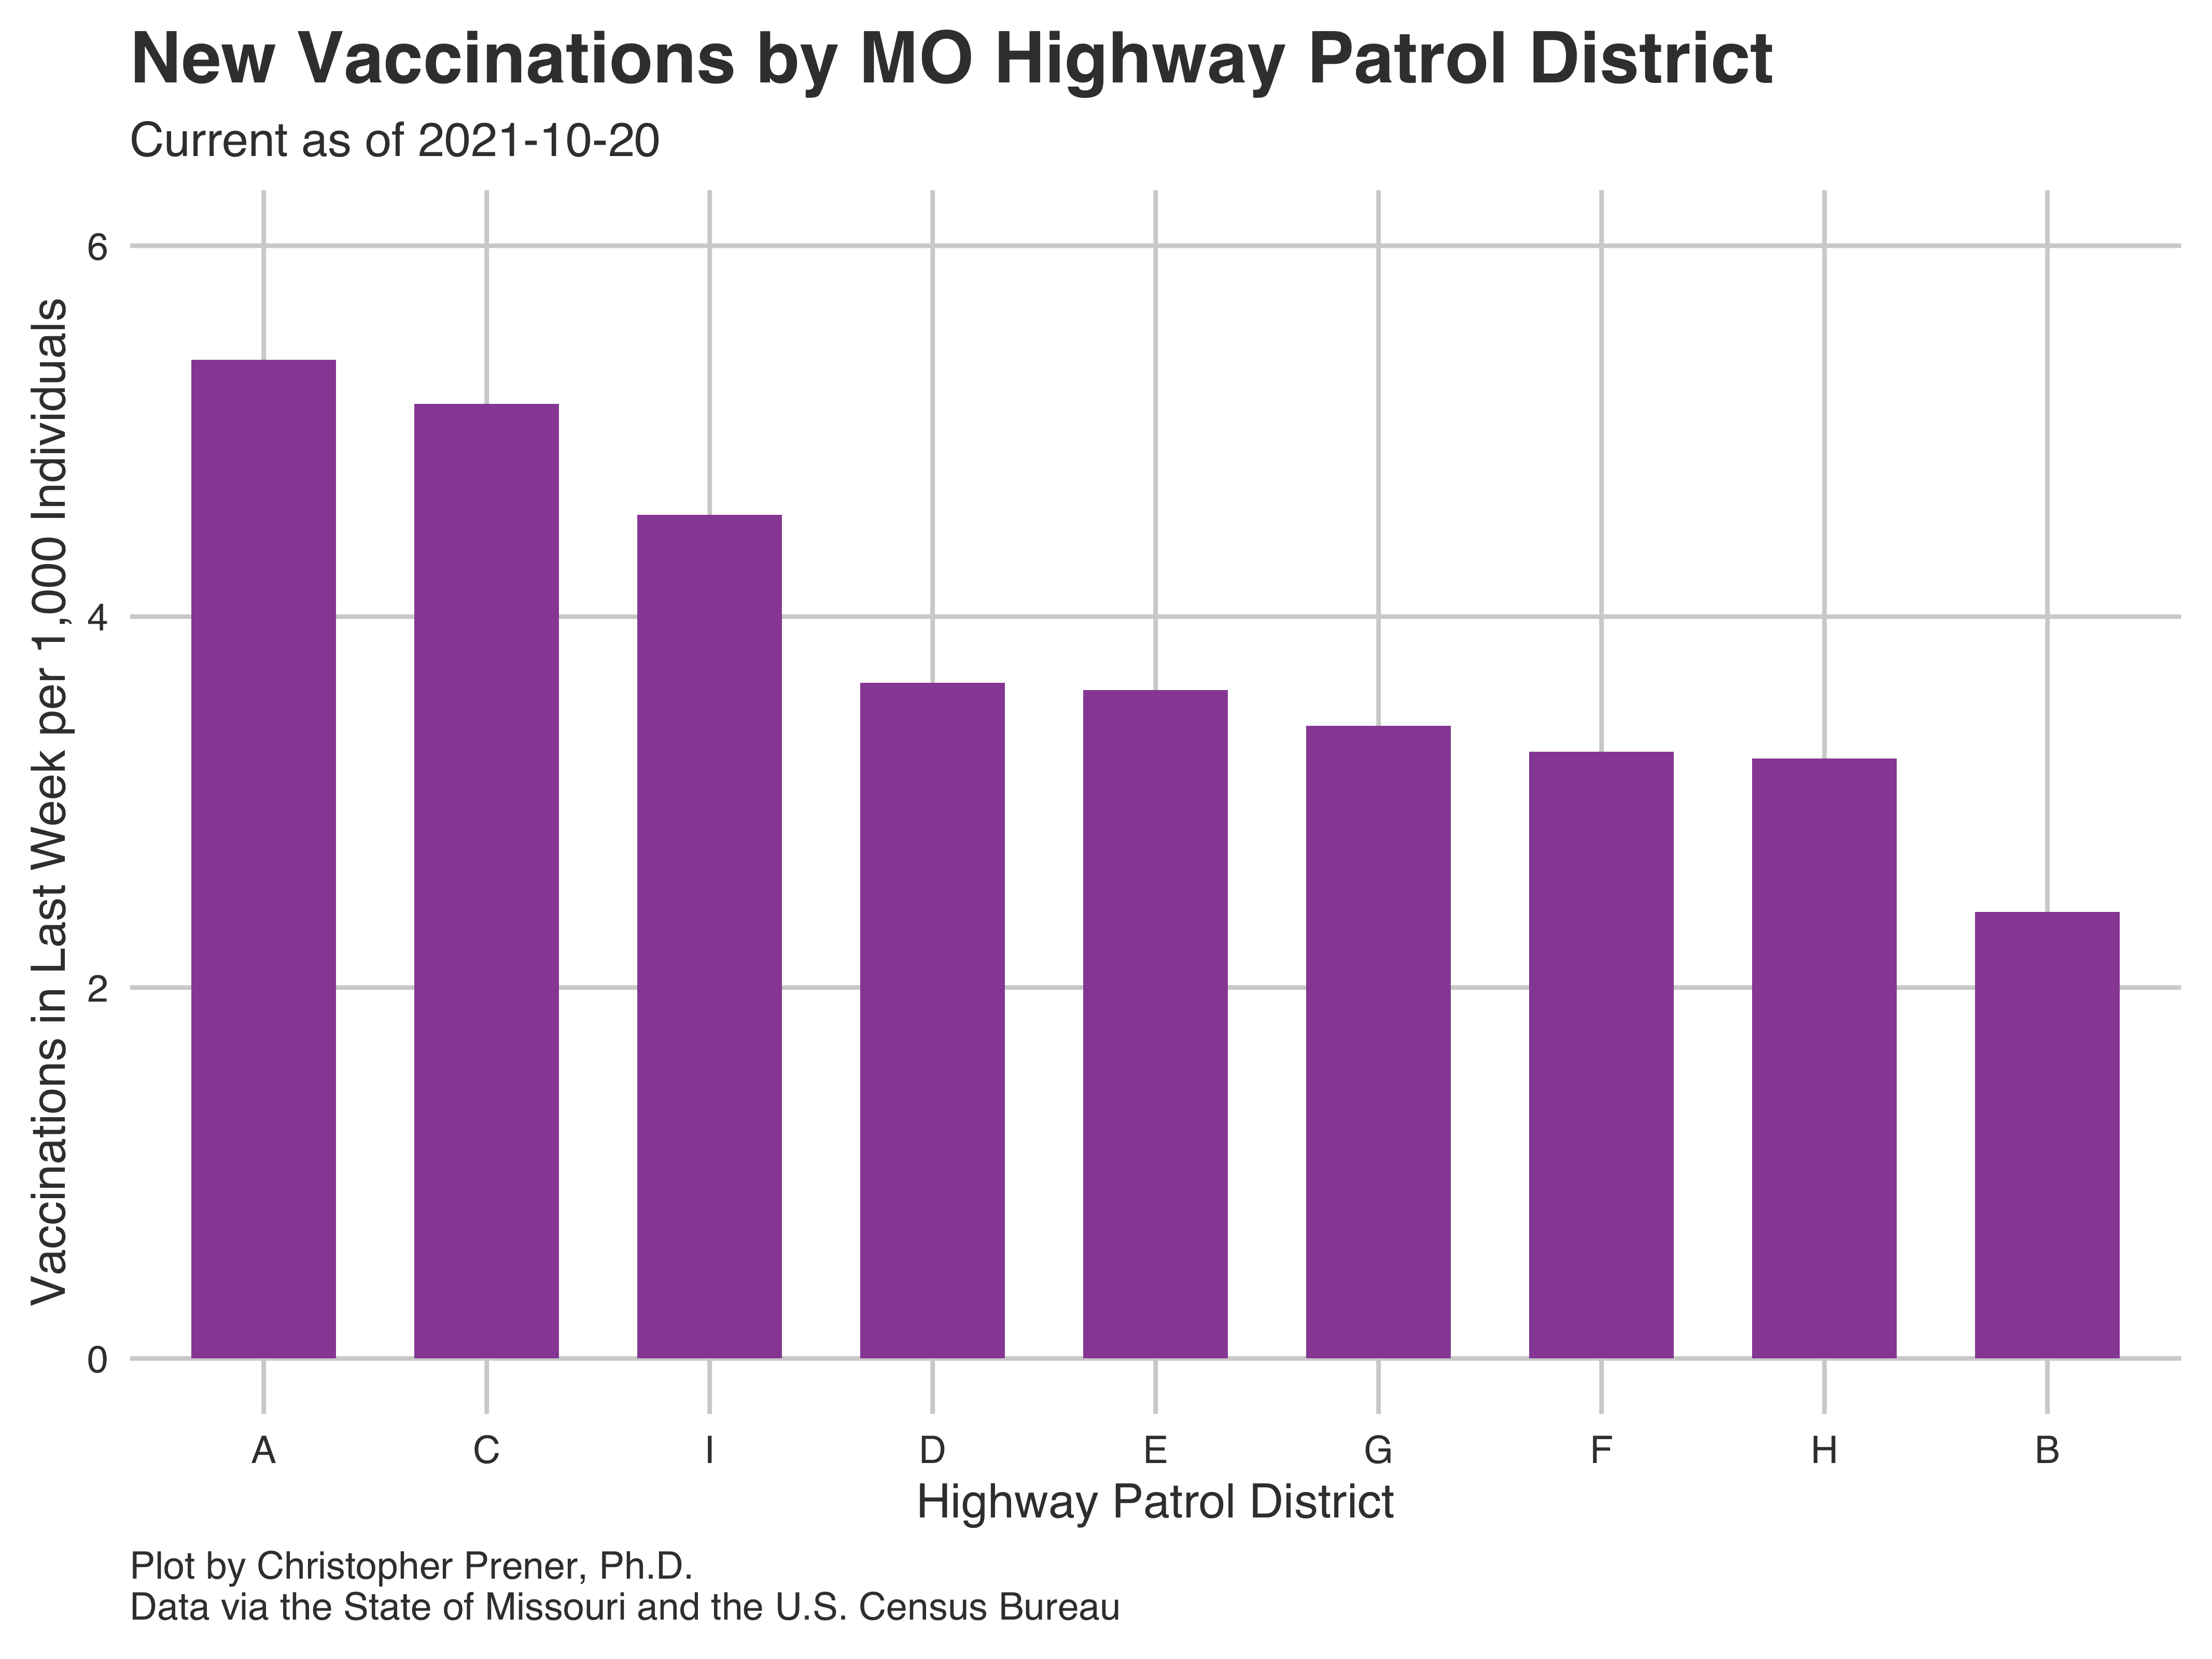 New Vaccinations by MO Highway Patrol District
Current as of 2021-10-20
Vaccinations in Last Week per 1,000 Individuals
6
4
2
0
A C I D E G F H B
Highway Patrol District
Plot by Christopher Prener, Ph.D.
Data via the State of Missouri and the U.S. Census Bureau